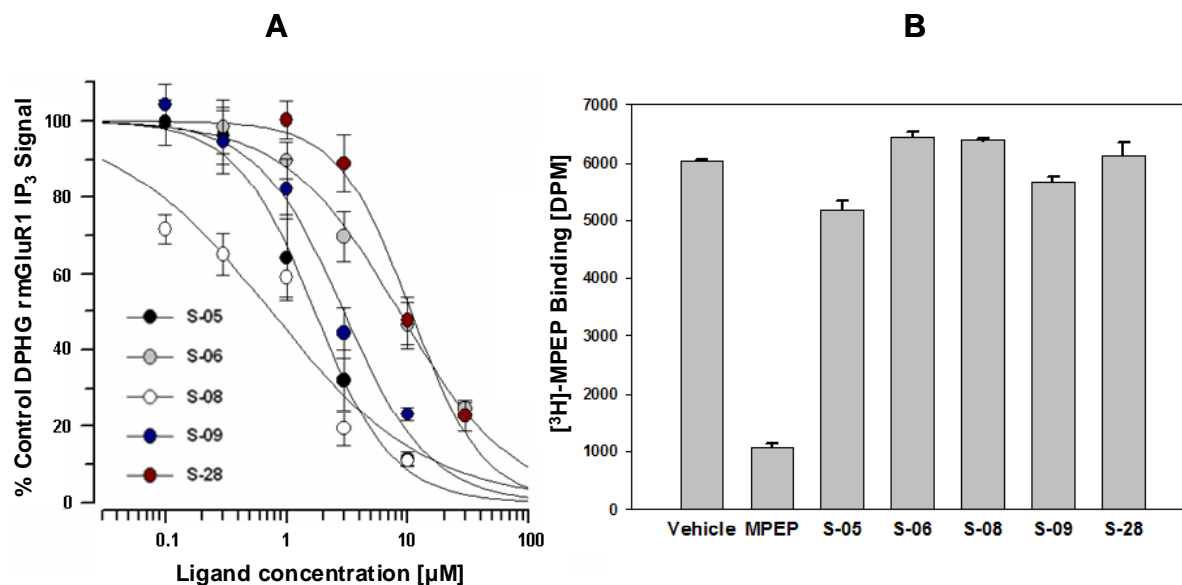 A
% Control DPHG rmGluR1 IP₃ Signal
100
80
60
40
20
0
S-05
S-06
S-08
S-09
S-28
0.1
1
10
100
Ligand concentration [µM]
B
[³H]-MPEP Binding [DPM]
7000
6000
5000
4000
3000
2000
1000
0
Vehicle MPEP S-05 S-06 S-08 S-09 S-28